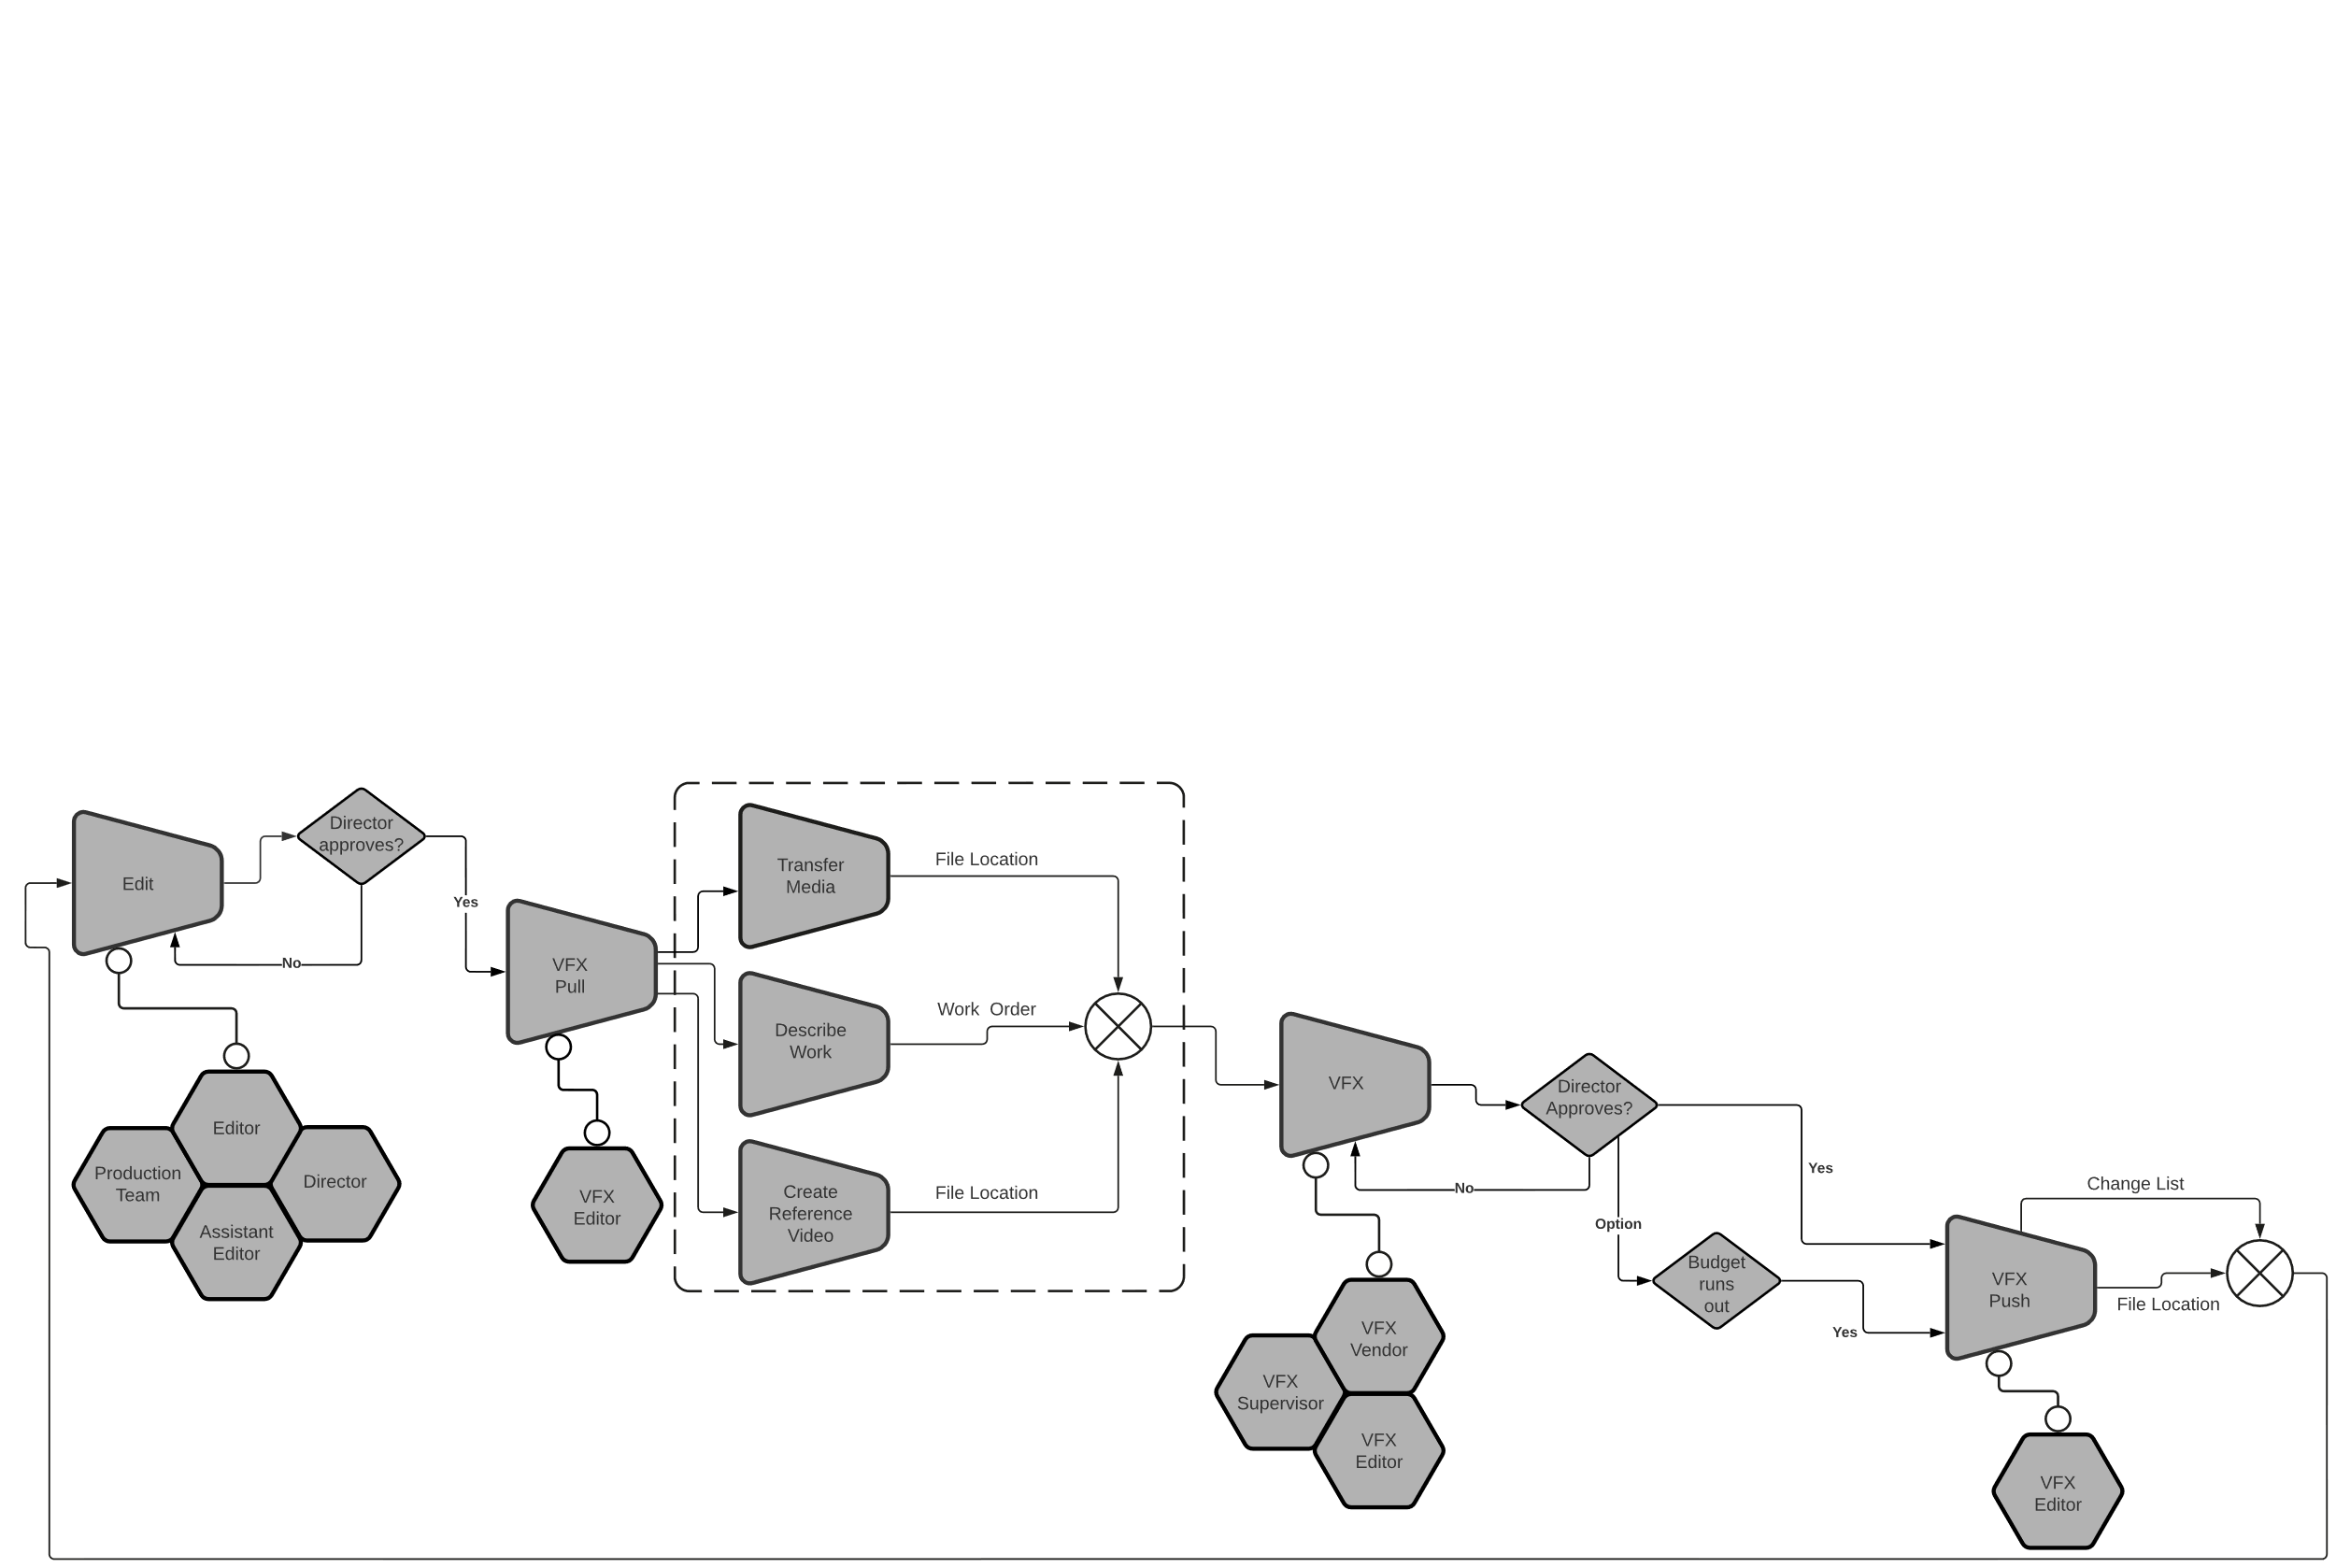 Edit
Director
approves?
No
Yes
Editor
Production
Team
Director
Assistant
Editor
VFX
Pull
VFX
Editor
Transfer
Media
File Location
Describe
Work
Work  Order
Create
Reference
Video
File Location
VFX
Director
Approves?
No
Option
Yes
Budget
runs
out
Yes
VFX
Vendor
VFX
Supervisor
VFX
Editor
VFX
Push
Change List
File Location
VFX
Editor